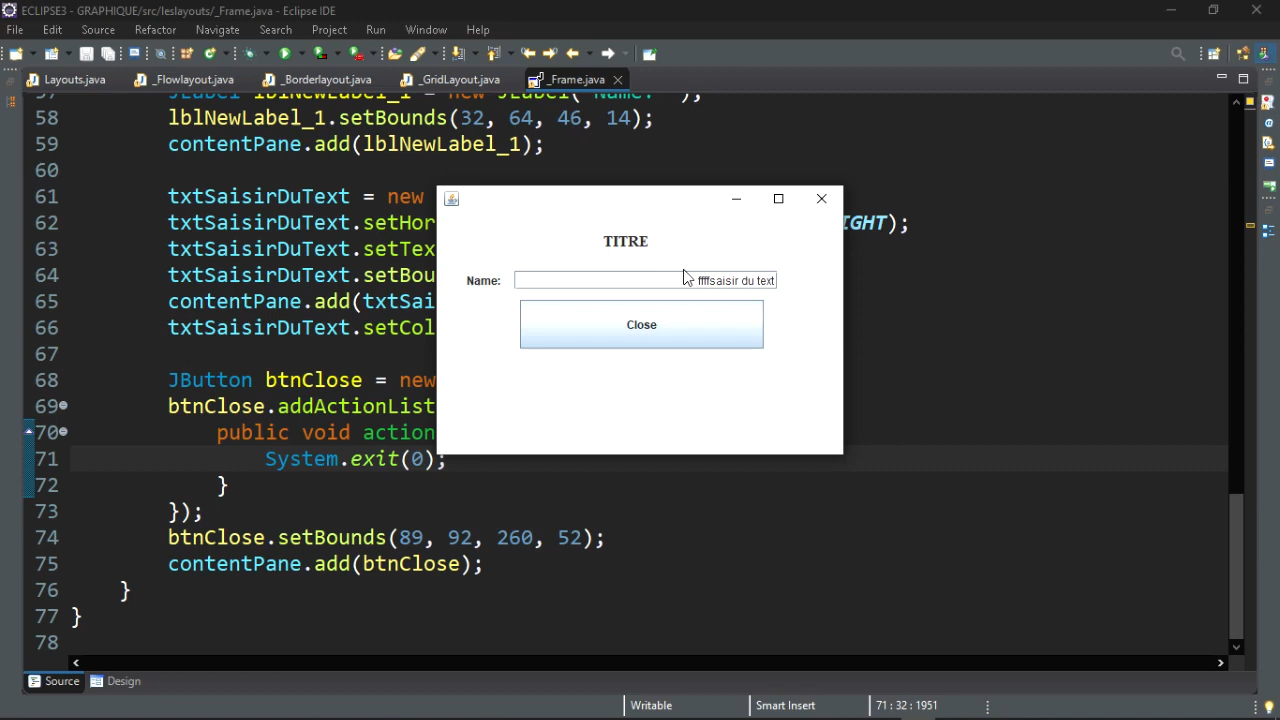 ECLIPSE3 - GRAPHIQUE/src/leslayouts/_Frame.java - Eclipse IDE
File Edit Source Refactor Navigate Search Project Run Window Help
Layouts.java _Flowlayout.java _Borderlayout.java _GridLayout.java _Frame.java
58 lblNewLabel_1.setBounds(32, 64, 46, 14);
59 contentPane.add(lblNewLabel_1);
60
61 txtSaisirDuText = new
62 txtSaisirDuText.setHor IGHT);
63 txtSaisirDuText.setTex
64 txtSaisirDuText.setBou
65 contentPane.add(txtSai
66 txtSaisirDuText.setCol
67
68 JButton btnClose = new
69 btnClose.addActionList
70 public void action
71 System.exit(0);
72 }
73 });
74 btnClose.setBounds(89, 92, 260, 52);
75 contentPane.add(btnClose);
76 }
77 }
78
TITRE
Name: ffffsaisir du text
Close
Source Design
Writable Smart Insert 71 : 32 : 1951